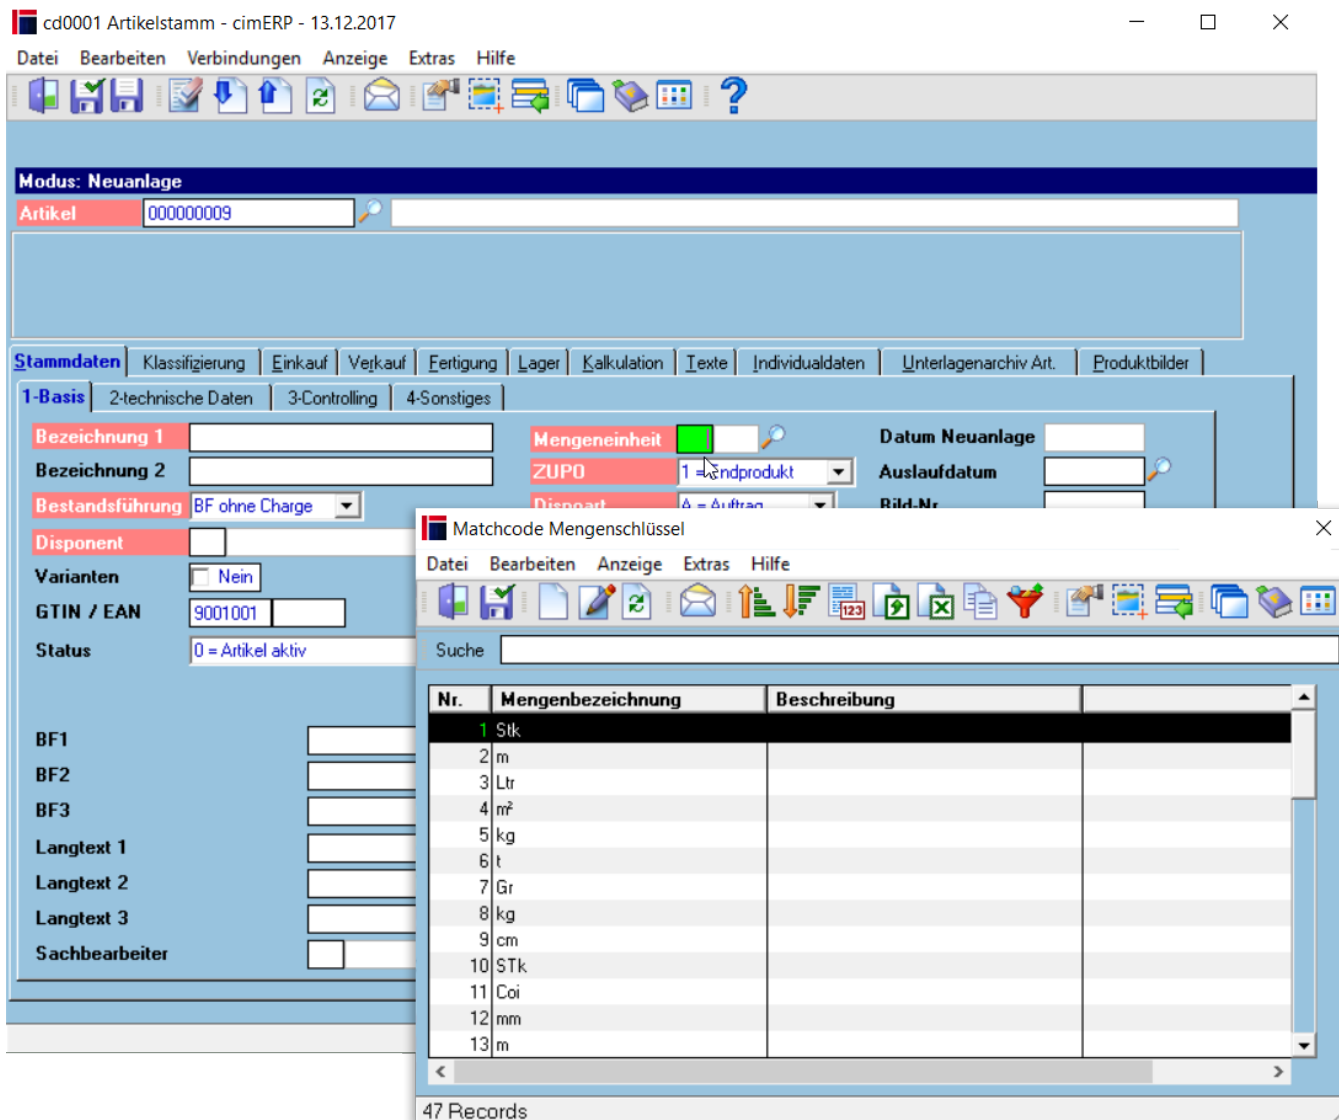 cd0001 Artikelstamm - cimERP - 13.12.2017
Datei Bearbeiten Verbindungen Anzeige Extras Hilfe
Modus: Neuanlage
Artikel 000000009
Stammdaten Klassifizierung Einkauf Verkauf Fertigung Lager Kalkulation Texte Individualdaten Unterlagenarchiv Art. Produktbilder
1-Basis 2-technische Daten 3-Controlling 4-Sonstiges
Bezeichnung 1 Mengeneinheit Datum Neuanlage
Bezeichnung 2 ZUPO 1 = Endprodukt Auslaufdatum
Bestandsführung BF ohne Charge Dispoart A = Auftrag Bild-Nr
Disponent
Varianten Nein
GTIN / EAN 9001001
Status 0 = Artikel aktiv
BF1
BF2
BF3
Langtext 1
Langtext 2
Langtext 3
Sachbearbeiter
Matchcode Mengenschlüssel
Datei Bearbeiten Anzeige Extras Hilfe
123
Suche
Nr. Mengenbezeichnung Beschreibung
1 Stk
2 m
3 Ltr
4 m²
5 kg
6 t
7 Gr
8 kg
9 cm
10 STk
11 Coi
12 mm
13 m
47 Records